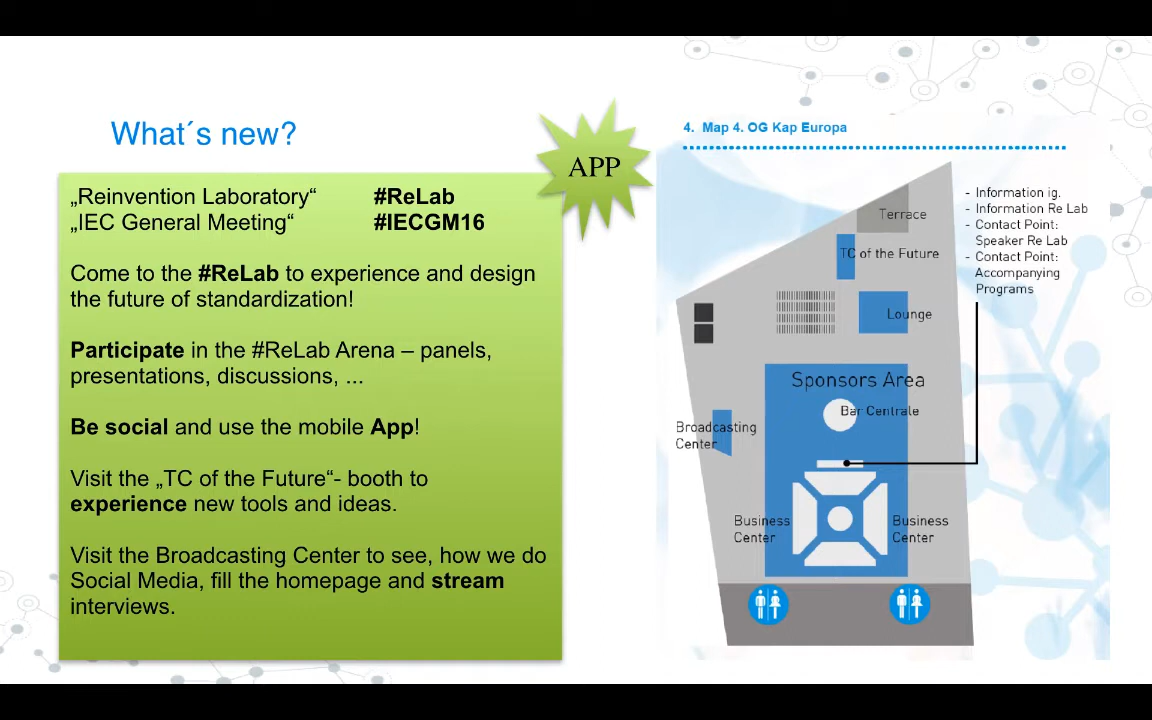 What´s new?
APP
„Reinvention Laboratory“ #ReLab
„IEC General Meeting“ #IECGM16
Come to the #ReLab to experience and design
the future of standardization!
Participate in the #ReLab Arena – panels,
presentations, discussions, ...
Be social and use the mobile App!
Visit the „TC of the Future“- booth to
experience new tools and ideas.
Visit the Broadcasting Center to see, how we do
Social Media, fill the homepage and stream
interviews.
4. Map 4. OG Kap Europa
- Information ig.
- Information Re Lab
- Contact Point:
Speaker Re Lab
- Contact Point:
Accompanying
Programs
Terrace
TC of the Future
Lounge
Sponsors Area
Bar Centrale
Broadcasting
Center
Business
Center
Business
Center